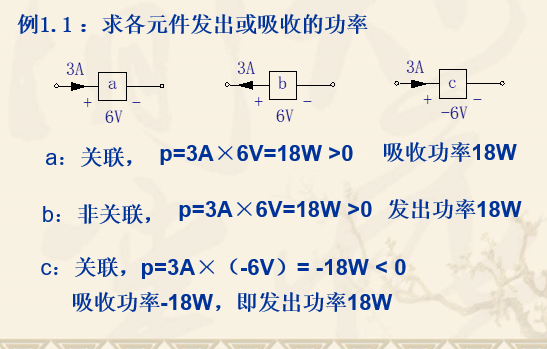 例1.1：求各元件发出或吸收的功率
3A a + − 6V
3A b + − 6V
3A c + − -6V
a：关联， p=3A×6V=18W >0 吸收功率18W
b：非关联， p=3A×6V=18W >0 发出功率18W
c：关联，p=3A×（-6V）= -18W < 0
吸收功率-18W，即发出功率18W